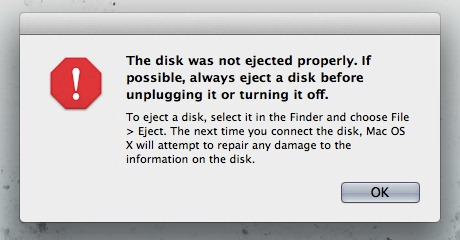 The disk was not ejected properly. If
possible, always eject a disk before
unplugging it or turning it off.
To eject a disk, select it in the Finder and choose File
> Eject. The next time you connect the disk, Mac OS
X will attempt to repair any damage to the
information on the disk.
OK